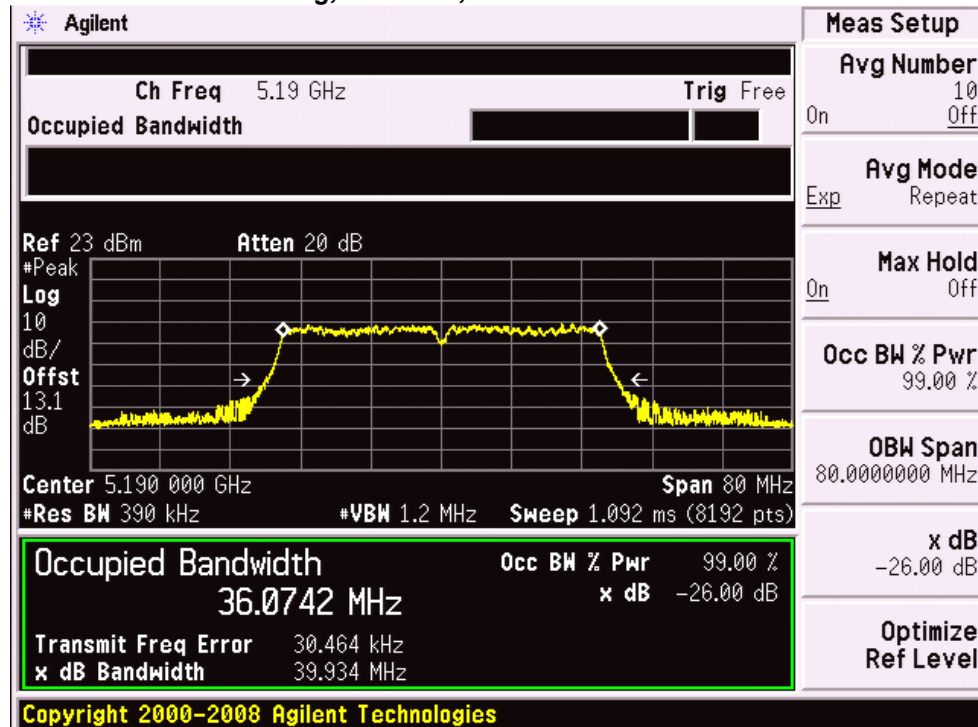 Agilent
Ch Freq 5.19 GHz Trig Free
Occupied Bandwidth
Ref 23 dBm Atten 20 dB
#Peak
Log
10
dB/
Offst
13.1
dB
Center 5.190 000 GHz Span 80 MHz
#Res BW 390 kHz #VBW 1.2 MHz Sweep 1.092 ms (8192 pts)
Occupied Bandwidth Occ BW % Pwr 99.00 %
36.0742 MHz x dB -26.00 dB
Transmit Freq Error 30.464 kHz
x dB Bandwidth 39.934 MHz
Copyright 2000-2008 Agilent Technologies
Meas Setup
Avg Number
10
On Off
Avg Mode
Exp Repeat
Max Hold
On Off
Occ BW % Pwr
99.00 %
OBW Span
80.0000000 MHz
x dB
-26.00 dB
Optimize
Ref Level